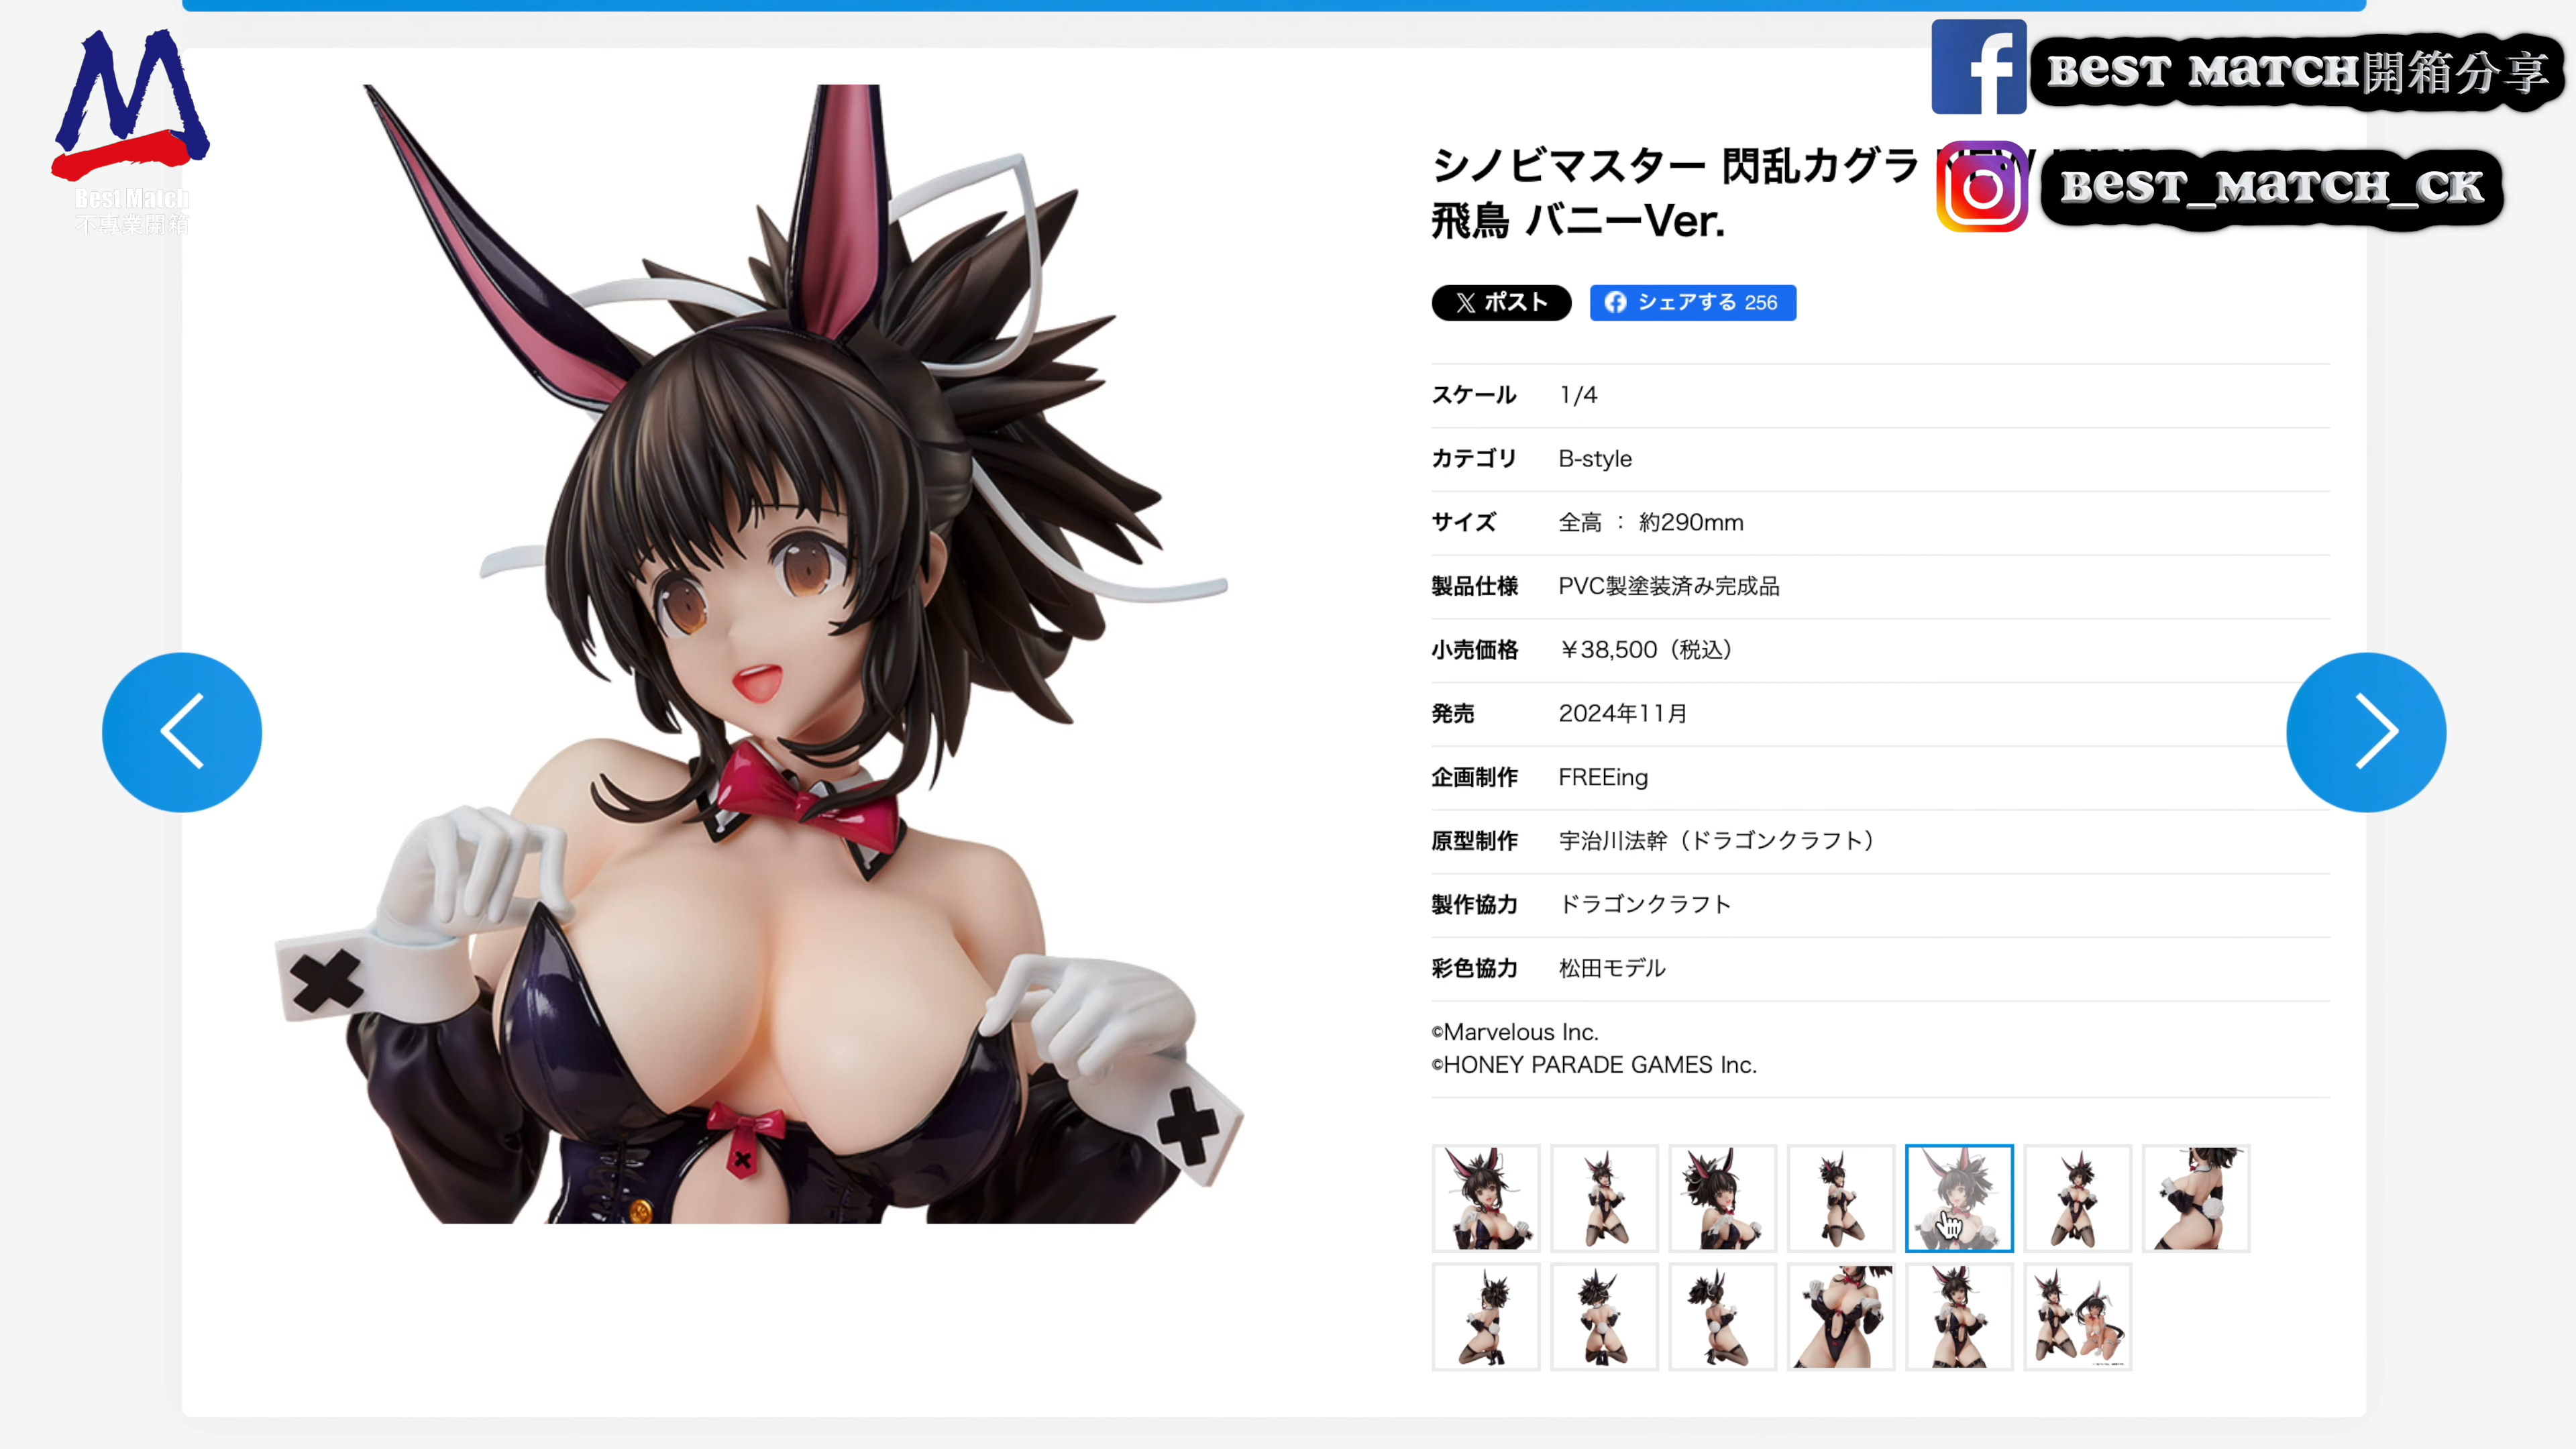 Best Match
不專業開箱
BEST MATCH開箱分享
BEST_MATCH_CK
シノビマスター 閃乱カグラ
飛鳥 バニーVer.
ポスト
シェアする 256
スケール 1/4
カテゴリ B-style
サイズ 全高 ： 約290mm
製品仕様 PVC製塗装済み完成品
小売価格 ￥38,500（税込）
発売 2024年11月
企画制作 FREEing
原型制作 宇治川法幹（ドラゴンクラフト）
製作協力 ドラゴンクラフト
彩色協力 松田モデル
©Marvelous Inc.
©HONEY PARADE GAMES Inc.